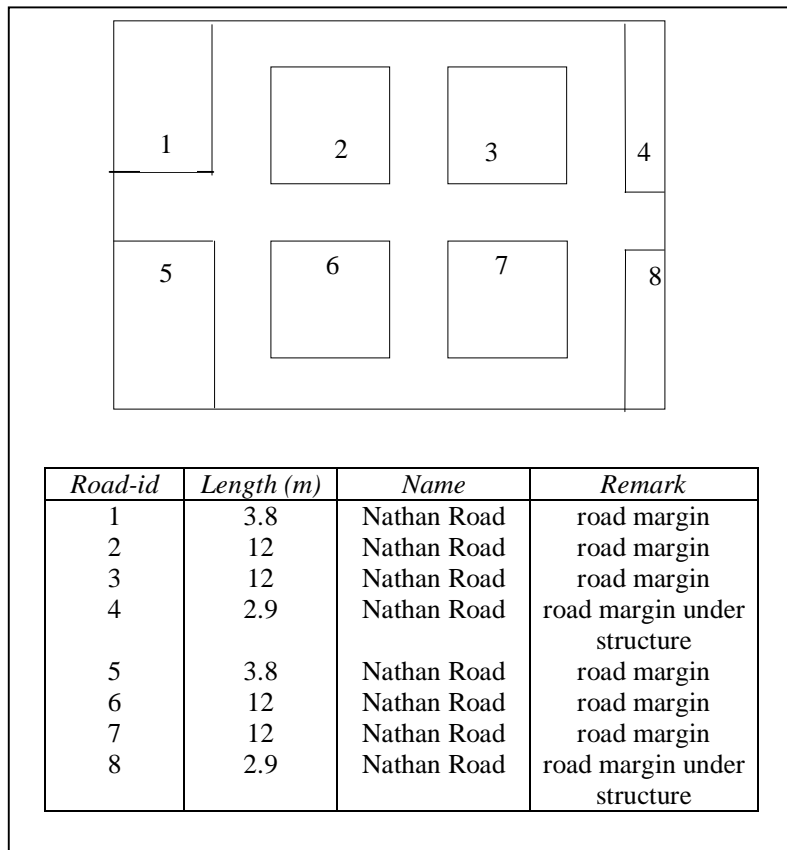 1 2 3 4
5 6 7 8
Road-id Length (m) Name Remark
1 3.8 Nathan Road road margin
2 12 Nathan Road road margin
3 12 Nathan Road road margin
4 2.9 Nathan Road road margin under
structure
5 3.8 Nathan Road road margin
6 12 Nathan Road road margin
7 12 Nathan Road road margin
8 2.9 Nathan Road road margin under
structure